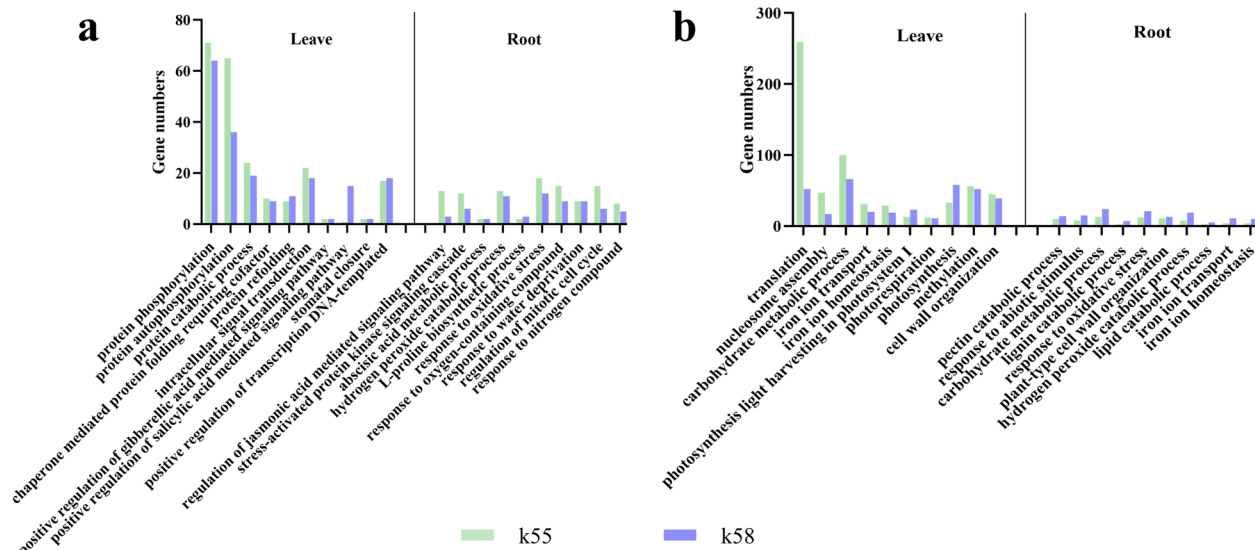 a
Gene numbers
80
60
40
20
0
Leave
Root
protein phosphorylation
protein autophosphorylation
protein catabolic process
chaperone mediated protein folding requiring cofactor
protein refolding
intracellular signal transduction
positive regulation of gibberellic acid mediated signaling pathway
positive regulation of salicylic acid mediated signaling pathway
stomatal closure
positive regulation of transcription DNA-templated
regulation of jasmonic acid mediated signaling pathway
stress-activated protein kinase signaling cascade
abscisic acid metabolic process
hydrogen peroxide catabolic process
L-proline biosynthetic process
response to oxidative stress
response to oxygen-containing compound
response to water deprivation
regulation of mitotic cell cycle
response to nitrogen compound
b
Gene numbers
300
200
100
0
Leave
Root
translation
nucleosome assembly
carbohydrate metabolic process
iron ion transport
iron ion homeostasis
photosynthesis light harvesting in photosystem I
photorespiration
photosynthesis
methylation
cell wall organization
pectin catabolic process
response to abiotic stimulus
carbohydrate metabolic process
lignin catabolic process
response to oxidative stress
plant-type cell wall organization
hydrogen peroxide catabolic process
lipid catabolic process
iron ion transport
iron ion homeostasis
k55
k58